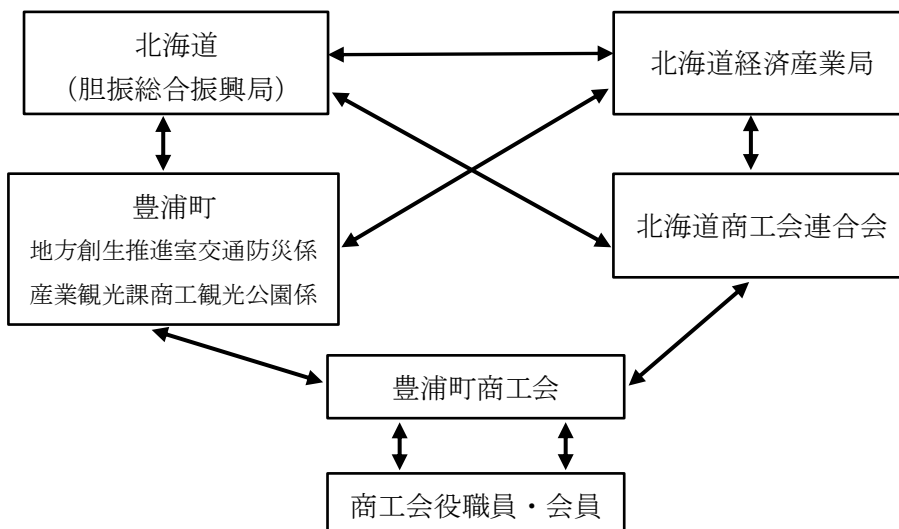 北海道
（胆振総合振興局）
北海道経済産業局
豊浦町
地方創生推進室交通防災係
産業観光課商工観光公園係
北海道商工会連合会
豊浦町商工会
商工会役職員・会員